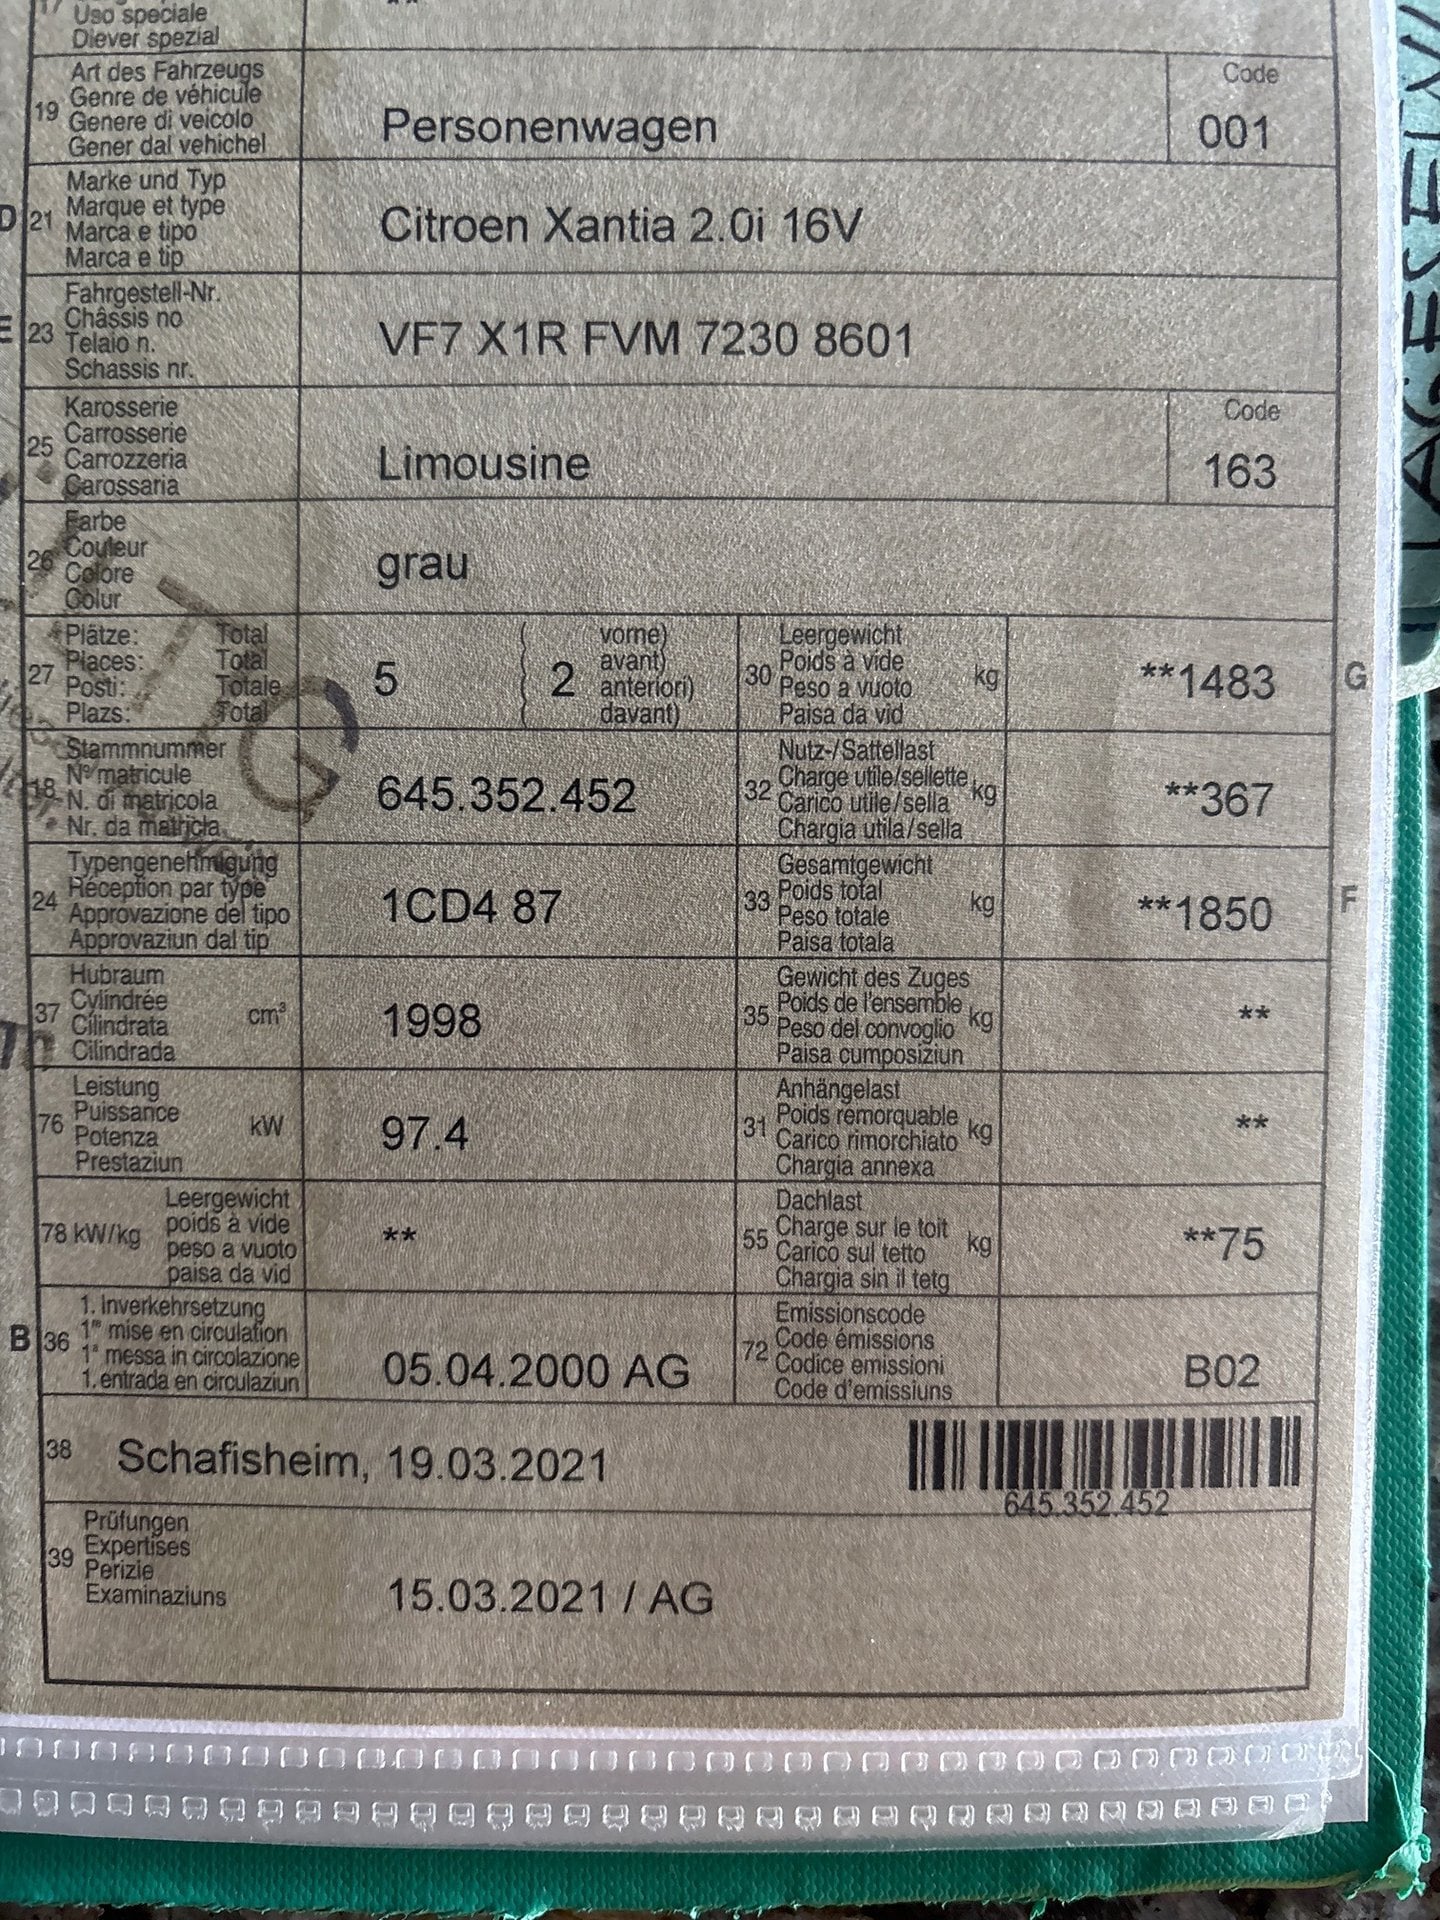 17
Uso speciale **
Diever spezial
Art des Fahrzeugs Code
19 Genre de véhicule
Genere di veicolo Personenwagen 001
Gener dal vehichel
Marke und Typ
D 21 Marque et type Citroen Xantia 2.0i 16V
Marca e tipo
Marca e tip
Fahrgestell-Nr.
E 23 Châssis no VF7 X1R FVM 7230 8601
Telaio n.
Schassis nr.
Karosserie Code
25 Carrosserie Limousine 163
Carrozzeria
Carossaria
Farbe
26 Couleur grau
Colore
Colur
Plätze: Total ( vorne) Leergewicht
27 Places: Total 5 2 avant) 30 Poids à vide kg **1483 G
Posti: Totale anteriori) Peso a vuoto
Plazs: Total ( davant) Paisa da vid
Stammnummer Nutz-/Sattellast
18 No matricule 645.352.452 32 Charge utile/sellette kg **367
N. di matricola Carico utile/sella
Nr. da matricla Chargia utila/sella
Typengenehmigung Gesamtgewicht
24 Réception par type 1CD4 87 33 Poids total kg **1850 F
Approvazione del tipo Peso totale
Approvaziun dal tip Paisa totala
Hubraum Gewicht des Zuges
37 Cylindrée cm³ 1998 35 Poids de l'ensemble kg **
Cilindrata Peso del convoglio
Cilindrada Paisa cumposiziun
Leistung Anhängelast
76 Puissance kW 97.4 31 Poids remorquable kg **
Potenza Carico rimorchiato
Prestaziun Chargia annexa
Leergewicht Dachlast
78 kW/kg poids à vide ** 55 Charge sur le toit kg **75
peso a vuoto Carico sul tetto
paisa da vid Chargia sin il tetg
1. Inverkehrsetzung Emissionscode
B 36 1re mise en circulation 05.04.2000 AG 72 Code émissions B02
1a messa in circolazione Codice emissioni
1. entrada en circulaziun Code d'emissiuns
38 Schafisheim, 19.03.2021
645.352.452
Prüfungen
39 Expertises
Perizie 15.03.2021 / AG
Examinaziuns